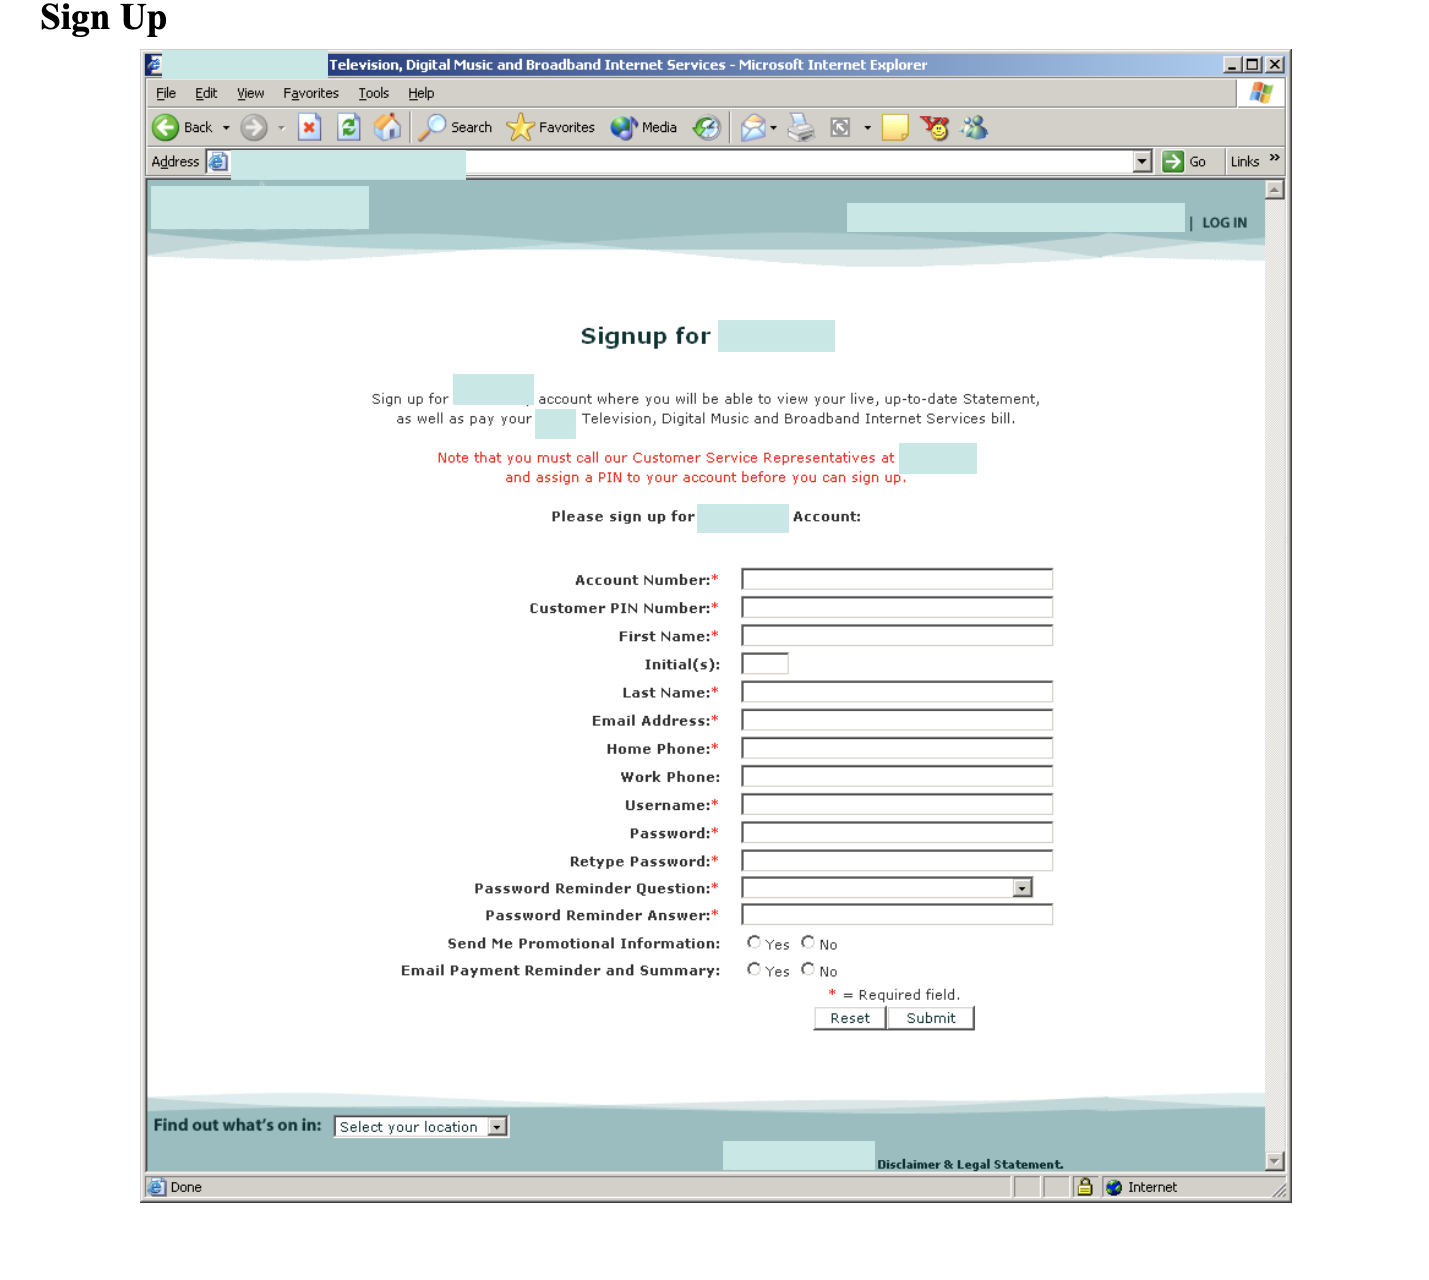 Sign Up
Television, Digital Music and Broadband Internet Services - Microsoft Internet Explorer
File Edit View Favorites Tools Help
Back Search Favorites Media
Address Go Links »
| LOG IN
Signup for
Sign up for account where you will be able to view your live, up-to-date Statement,
as well as pay your Television, Digital Music and Broadband Internet Services bill.
Note that you must call our Customer Service Representatives at
and assign a PIN to your account before you can sign up.
Please sign up for Account:
Account Number:*
Customer PIN Number:*
First Name:*
Initial(s):
Last Name:*
Email Address:*
Home Phone:*
Work Phone:
Username:*
Password:*
Retype Password:*
Password Reminder Question:*
Password Reminder Answer:*
Send Me Promotional Information: Yes No
Email Payment Reminder and Summary: Yes No
* = Required field.
Reset Submit
Find out what's on in: Select your location
Disclaimer & Legal Statement.
Done Internet